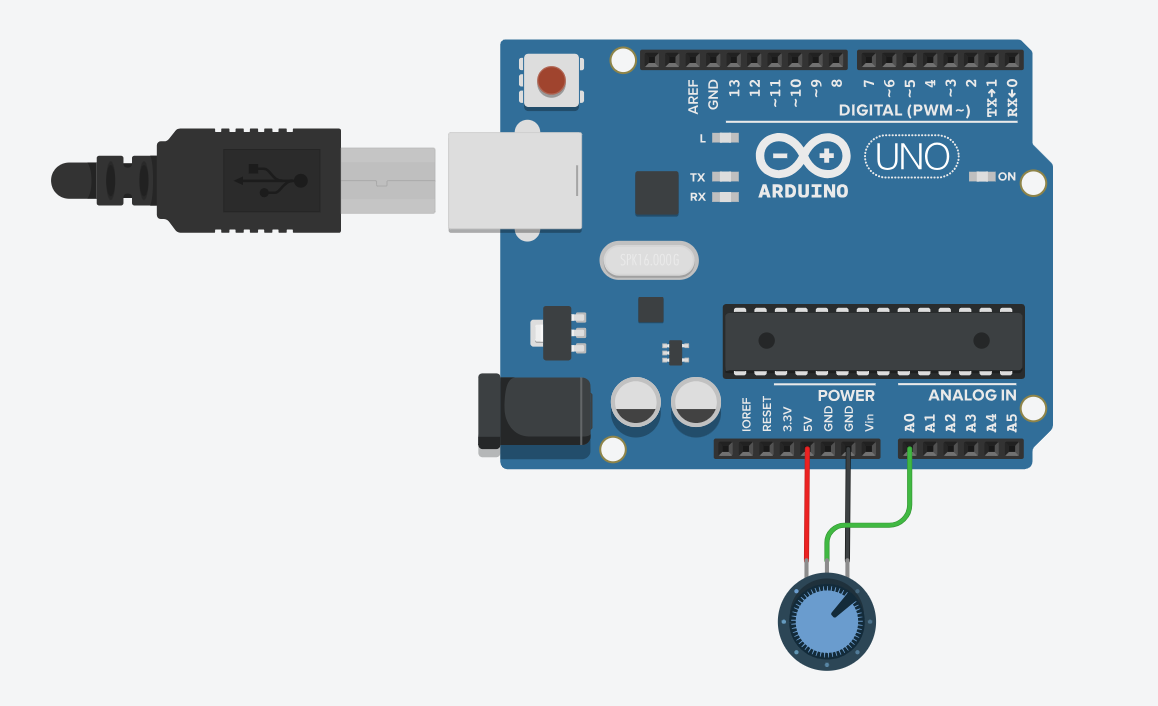 AREF
GND
13
12
~11
~10
~9
8
7
~6
~5
4
~3
2
TX→1
RX←0
DIGITAL (PWM~)
L
TX
RX
ARDUINO
UNO
ON
SPK16.000G
POWER
ANALOG IN
IOREF
RESET
3.3V
5V
GND
GND
Vin
A0
A1
A2
A3
A4
A5